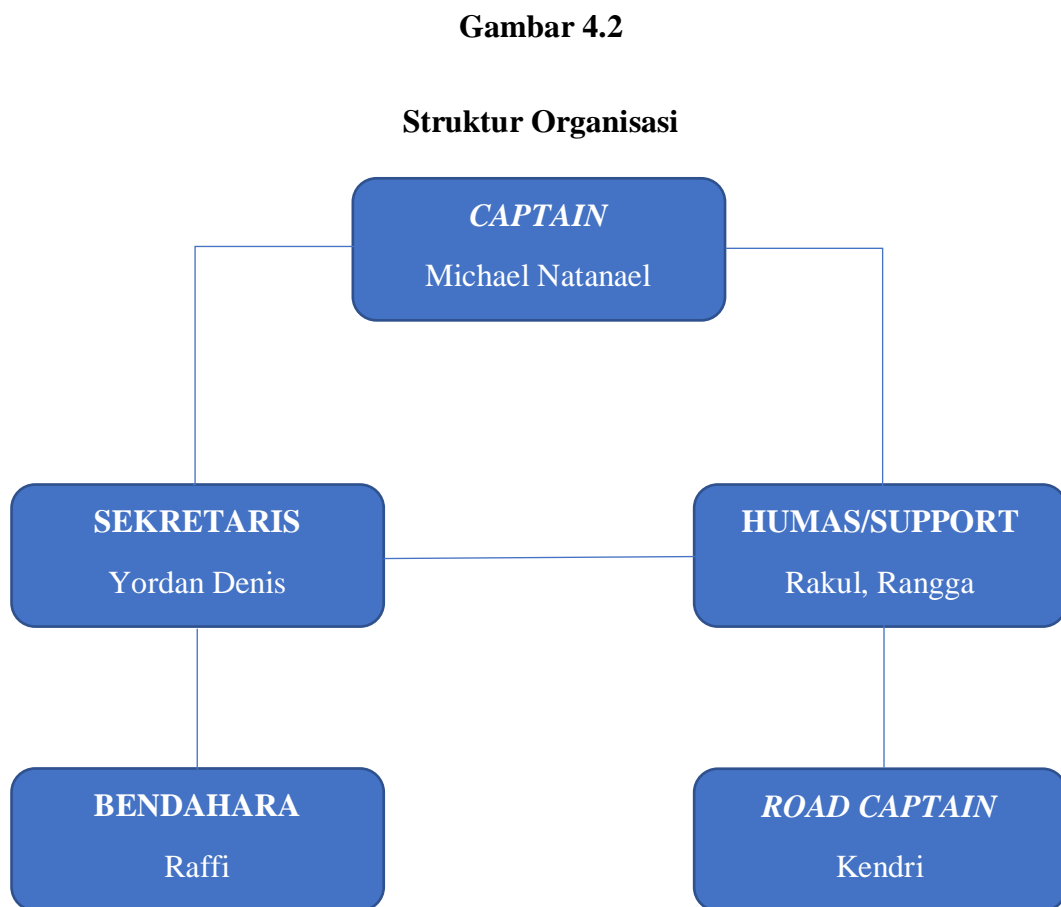 Gambar 4.2
Struktur Organisasi
CAPTAIN
Michael Natanael
SEKRETARIS
Yordan Denis
HUMAS/SUPPORT
Rakul, Rangga
BENDAHARA
Raffi
ROAD CAPTAIN
Kendri